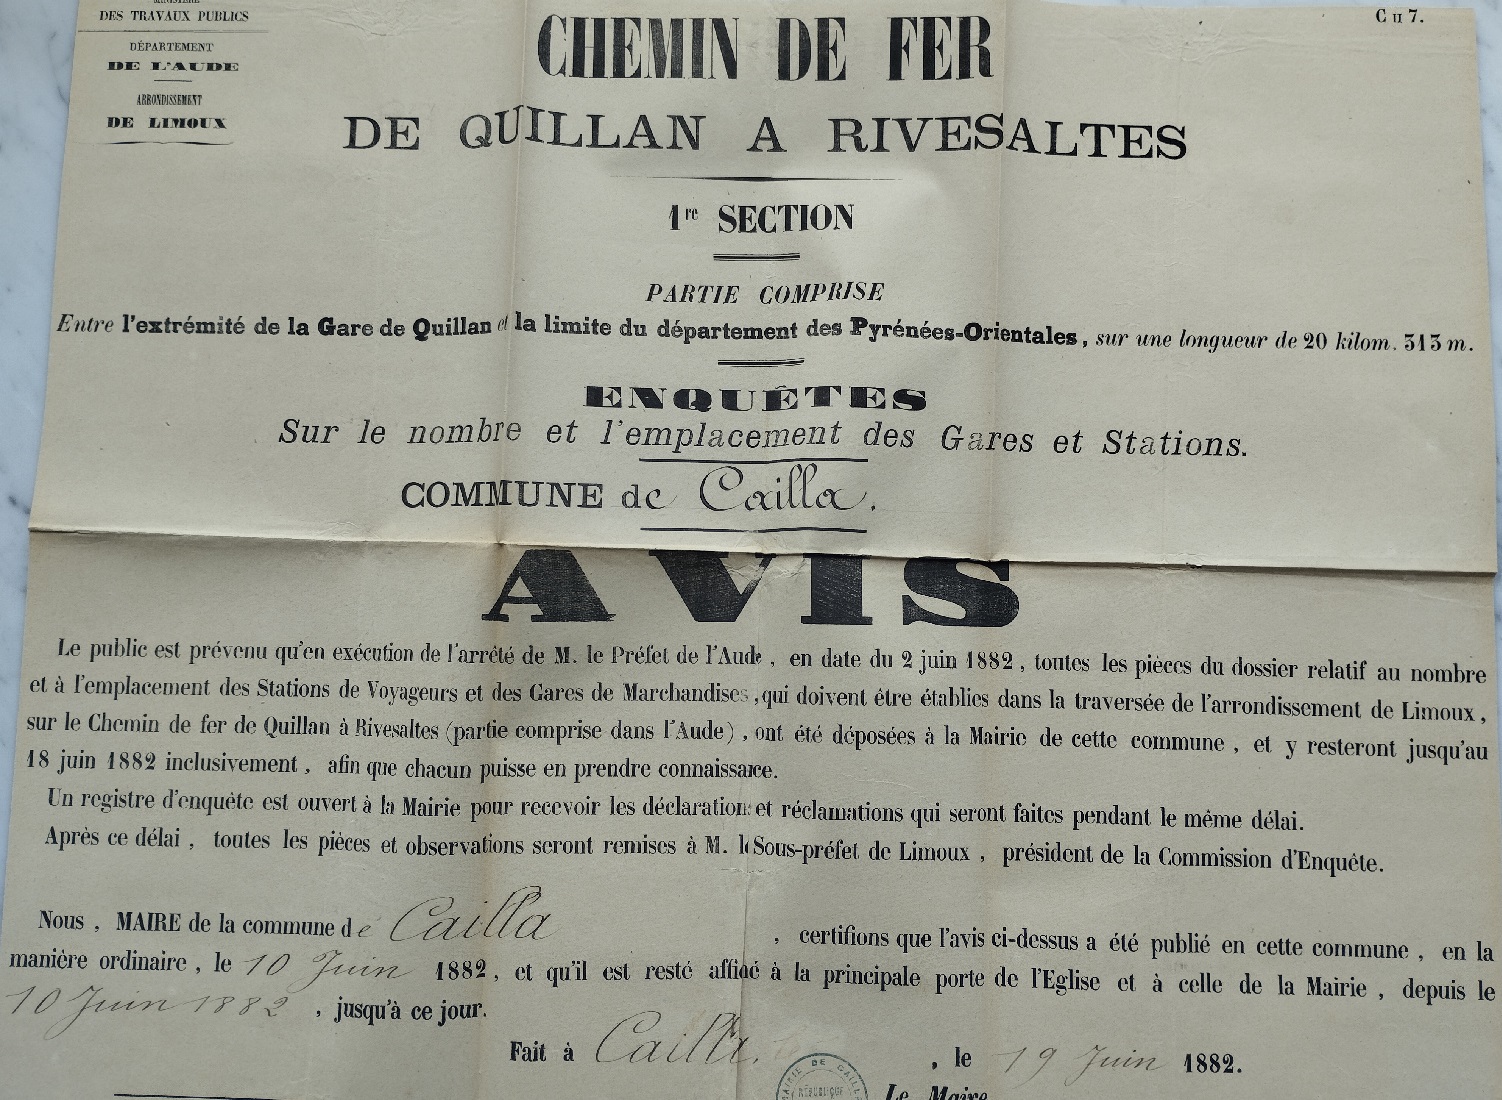 MINISTÈRE
DES TRAVAUX PUBLICS
DÉPARTEMENT
DE L'AUDE
ARRONDISSEMENT
DE LIMOUX
C II 7.
CHEMIN DE FER
DE QUILLAN A RIVESALTES
1re SECTION
PARTIE COMPRISE
Entre l'extrémité de la Gare de Quillan et la limite du département des Pyrénées-Orientales, sur une longueur de 20 kilom. 313 m.
ENQUÊTES
Sur le nombre et l'emplacement des Gares et Stations.
COMMUNE de Cailla.
AVIS
Le public est prévenu qu'en exécution de l'arrêté de M. le Préfet de l'Aude, en date du 2 juin 1882, toutes les pièces du dossier relatif au nombre
et à l'emplacement des Stations de Voyageurs et des Gares de Marchandises, qui doivent être établies dans la traversée de l'arrondissement de Limoux,
sur le Chemin de fer de Quillan à Rivesaltes (partie comprise dans l'Aude), ont été déposées à la Mairie de cette commune, et y resteront jusqu'au
18 juin 1882 inclusivement, afin que chacun puisse en prendre connaissance.
Un registre d'enquête est ouvert à la Mairie pour recevoir les déclarations et réclamations qui seront faites pendant le même délai.
Après ce délai, toutes les pièces et observations seront remises à M. le Sous-préfet de Limoux, président de la Commission d'Enquête.
Nous, MAIRE de la commune de Cailla, certifions que l'avis ci-dessus a été publié en cette commune, en la
manière ordinaire, le 10 Juin 1882, et qu'il est resté affiché à la principale porte de l'Eglise et à celle de la Mairie, depuis le
10 Juin 1882, jusqu'à ce jour.
Fait à Cailla, le 19 Juin 1882.
MAIRIE DE CAILLA
RÉPUBLIQUE
Le Maire